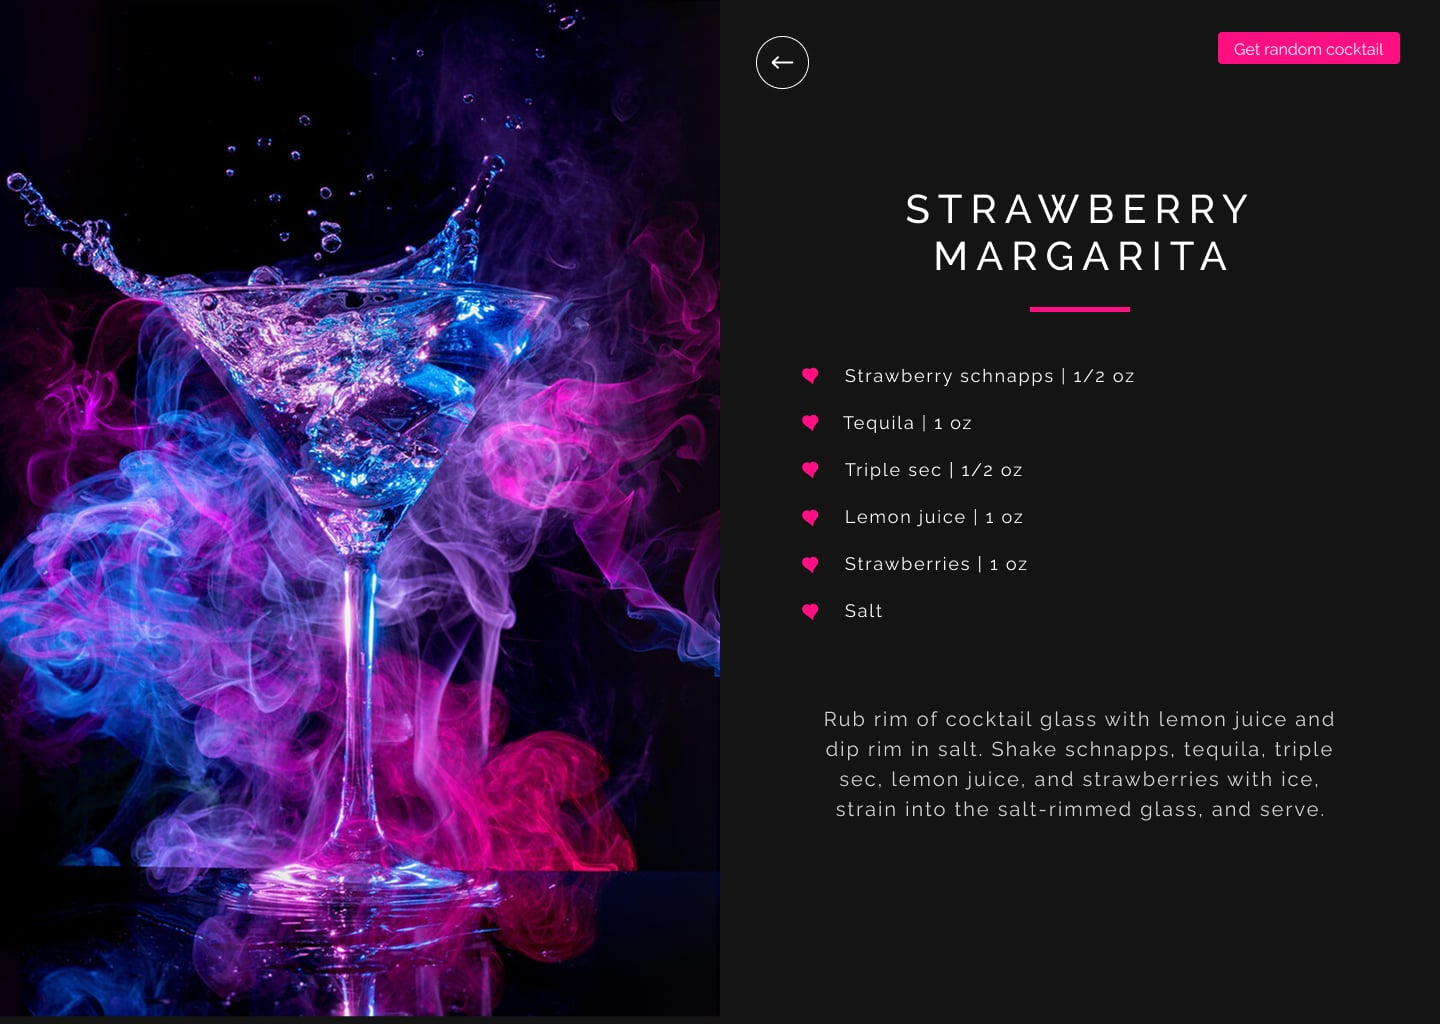 Get random cocktail
STRAWBERRY
MARGARITA
Strawberry schnapps | 1/2 oz
Tequila | 1 oz
Triple sec | 1/2 oz
Lemon juice | 1 oz
Strawberries | 1 oz
Salt
Rub rim of cocktail glass with lemon juice and
dip rim in salt. Shake schnapps, tequila, triple
sec, lemon juice, and strawberries with ice,
strain into the salt-rimmed glass, and serve.